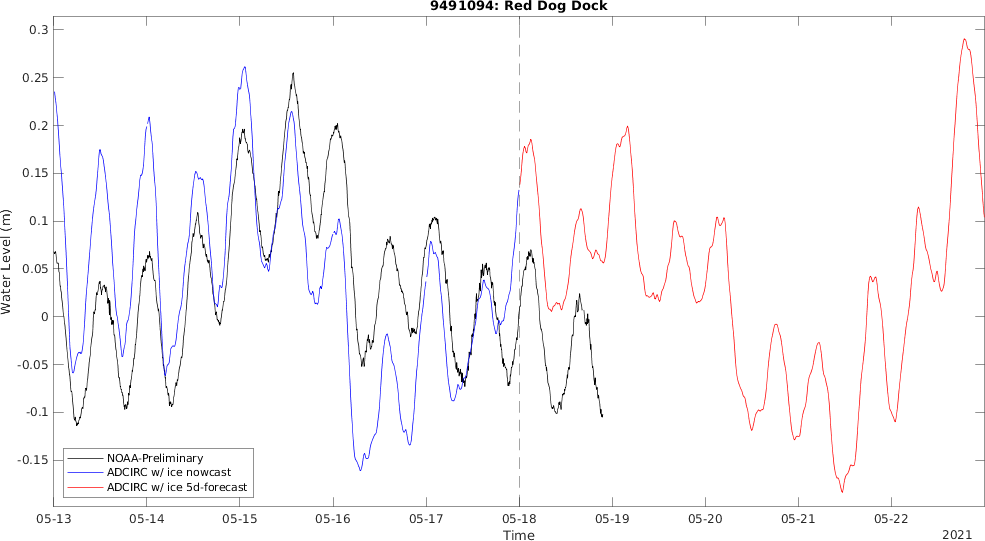 9491094: Red Dog Dock
0.3
0.25
0.2
0.15
0.1
0.05
0
-0.05
-0.1
-0.15
Water Level (m)
NOAA-Preliminary
ADCIRC w/ ice nowcast
ADCIRC w/ ice 5d-forecast
05-13 05-14 05-15 05-16 05-17 05-18 05-19 05-20 05-21 05-22
Time
2021